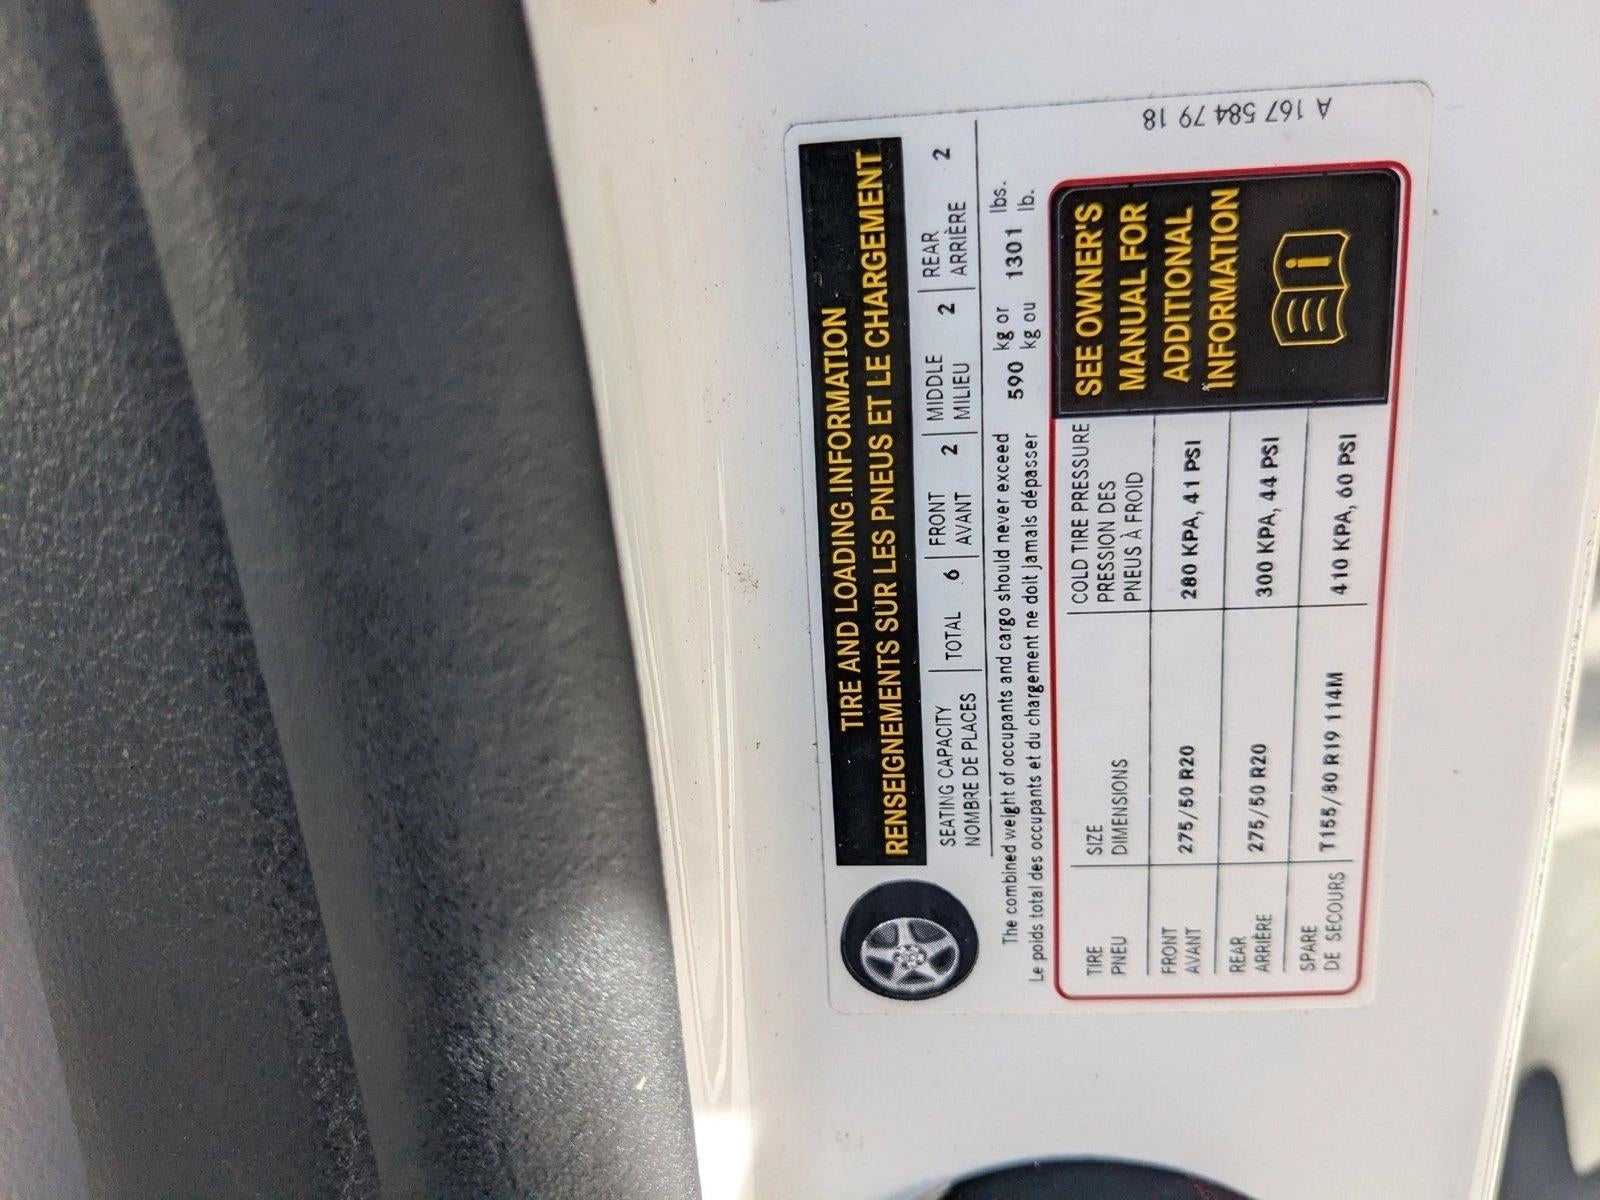 TIRE AND LOADING INFORMATION
RENSEIGNEMENTS SUR LES PNEUS ET LE CHARGEMENT
SEATING CAPACITY TOTAL 6 FRONT 2 MIDDLE 2 REAR 2
NOMBRE DE PLACES AVANT MILIEU ARRIÈRE
The combined weight of occupants and cargo should never exceed 590 kg or 1301 lbs.
Le poids total des occupants et du chargement ne doit jamais dépasser kg ou lb.
TIRE SIZE COLD TIRE PRESSURE
PNEU DIMENSIONS PRESSION DES
PNEUS À FROID
FRONT 275/50 R20 280 KPA, 41 PSI
AVANT
REAR 275/50 R20 300 KPA, 44 PSI
ARRIÈRE
SPARE T155/80 R19 114M 410 KPA, 60 PSI
DE SECOURS
SEE OWNER'S
MANUAL FOR
ADDITIONAL
INFORMATION
i
A 167 584 79 18